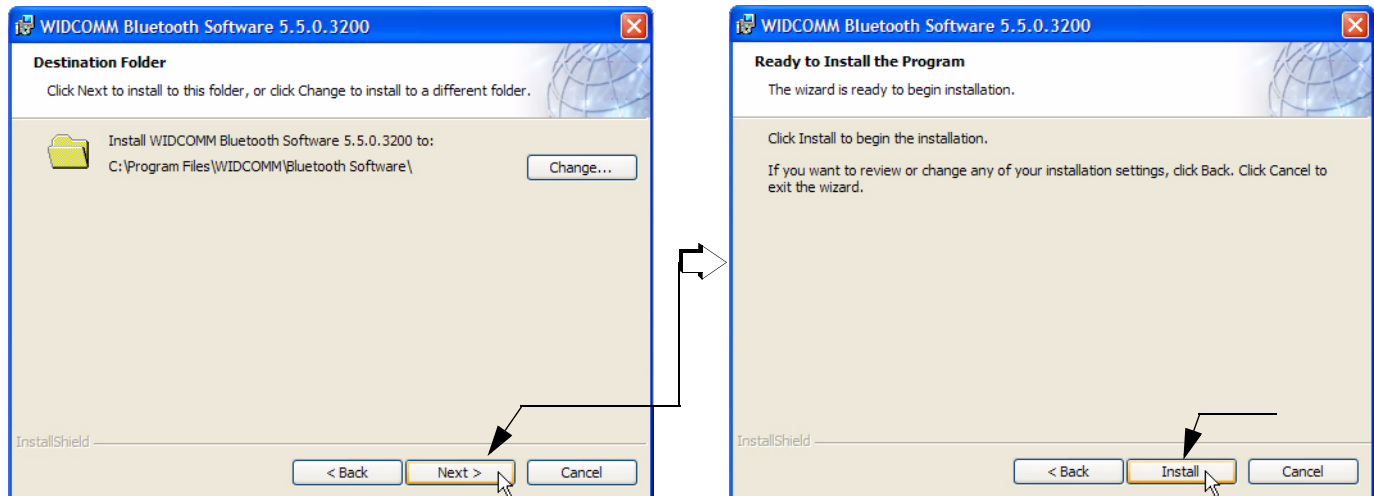 WIDCOMM Bluetooth Software 5.5.0.3200
Destination Folder
Click Next to install to this folder, or click Change to install to a different folder.
Install WIDCOMM Bluetooth Software 5.5.0.3200 to:
C:\Program Files\WIDCOMM\Bluetooth Software\
Change...
InstallShield
< Back
Next >
Cancel
WIDCOMM Bluetooth Software 5.5.0.3200
Ready to Install the Program
The wizard is ready to begin installation.
Click Install to begin the installation.
If you want to review or change any of your installation settings, click Back. Click Cancel to
exit the wizard.
InstallShield
< Back
Install
Cancel